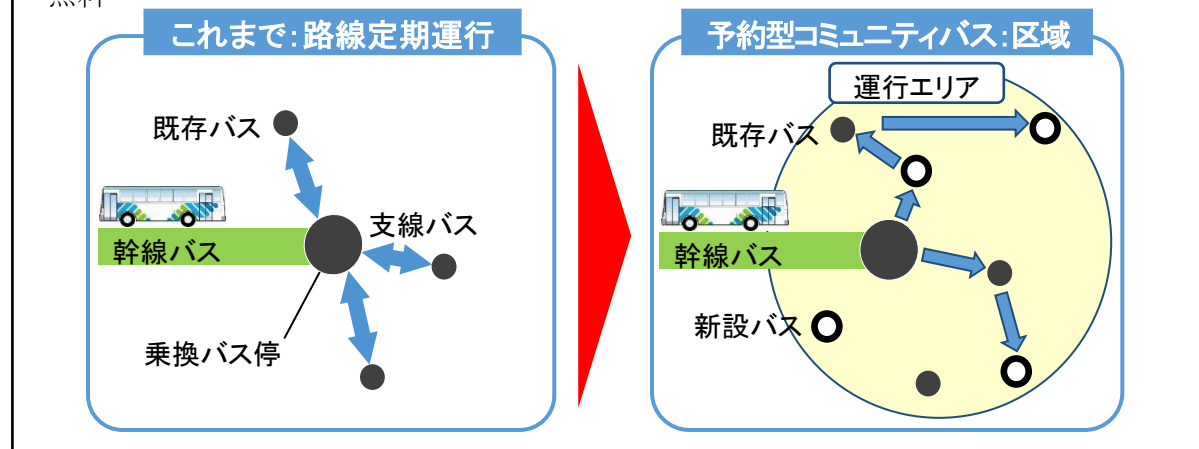 これまで：路線定期運行
既存バス
支線バス
幹線バス
乗換バス停
予約型コミュニティバス：区域
運行エリア
既存バス
幹線バス
新設バス